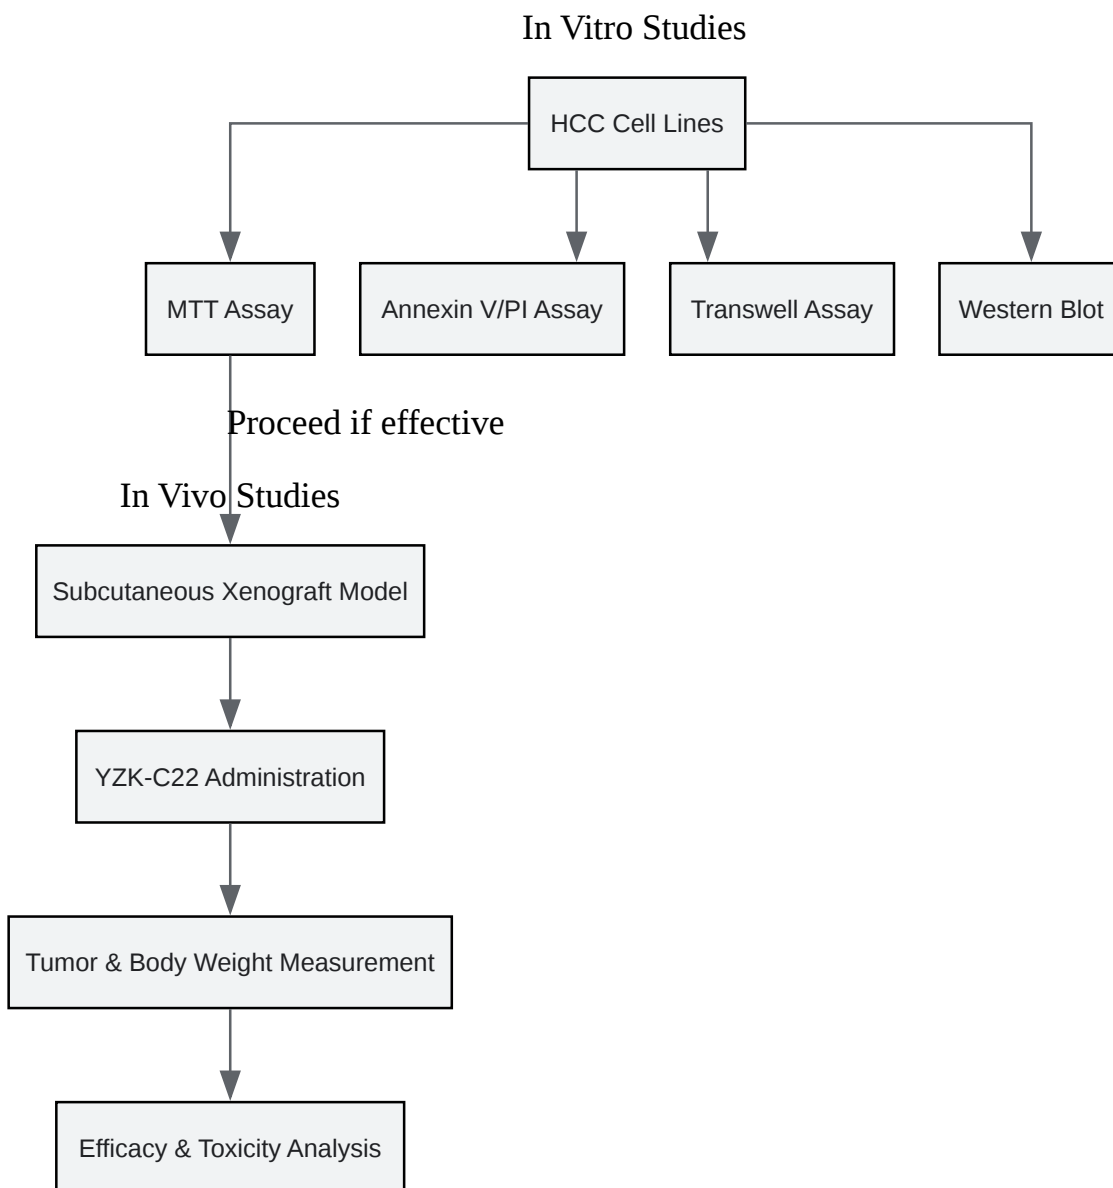 In Vitro Studies
HCC Cell Lines
MTT Assay
Annexin V/PI Assay
Transwell Assay
Western Blot
Proceed if effective
In Vivo Studies
Subcutaneous Xenograft Model
YZK-C22 Administration
Tumor & Body Weight Measurement
Efficacy & Toxicity Analysis